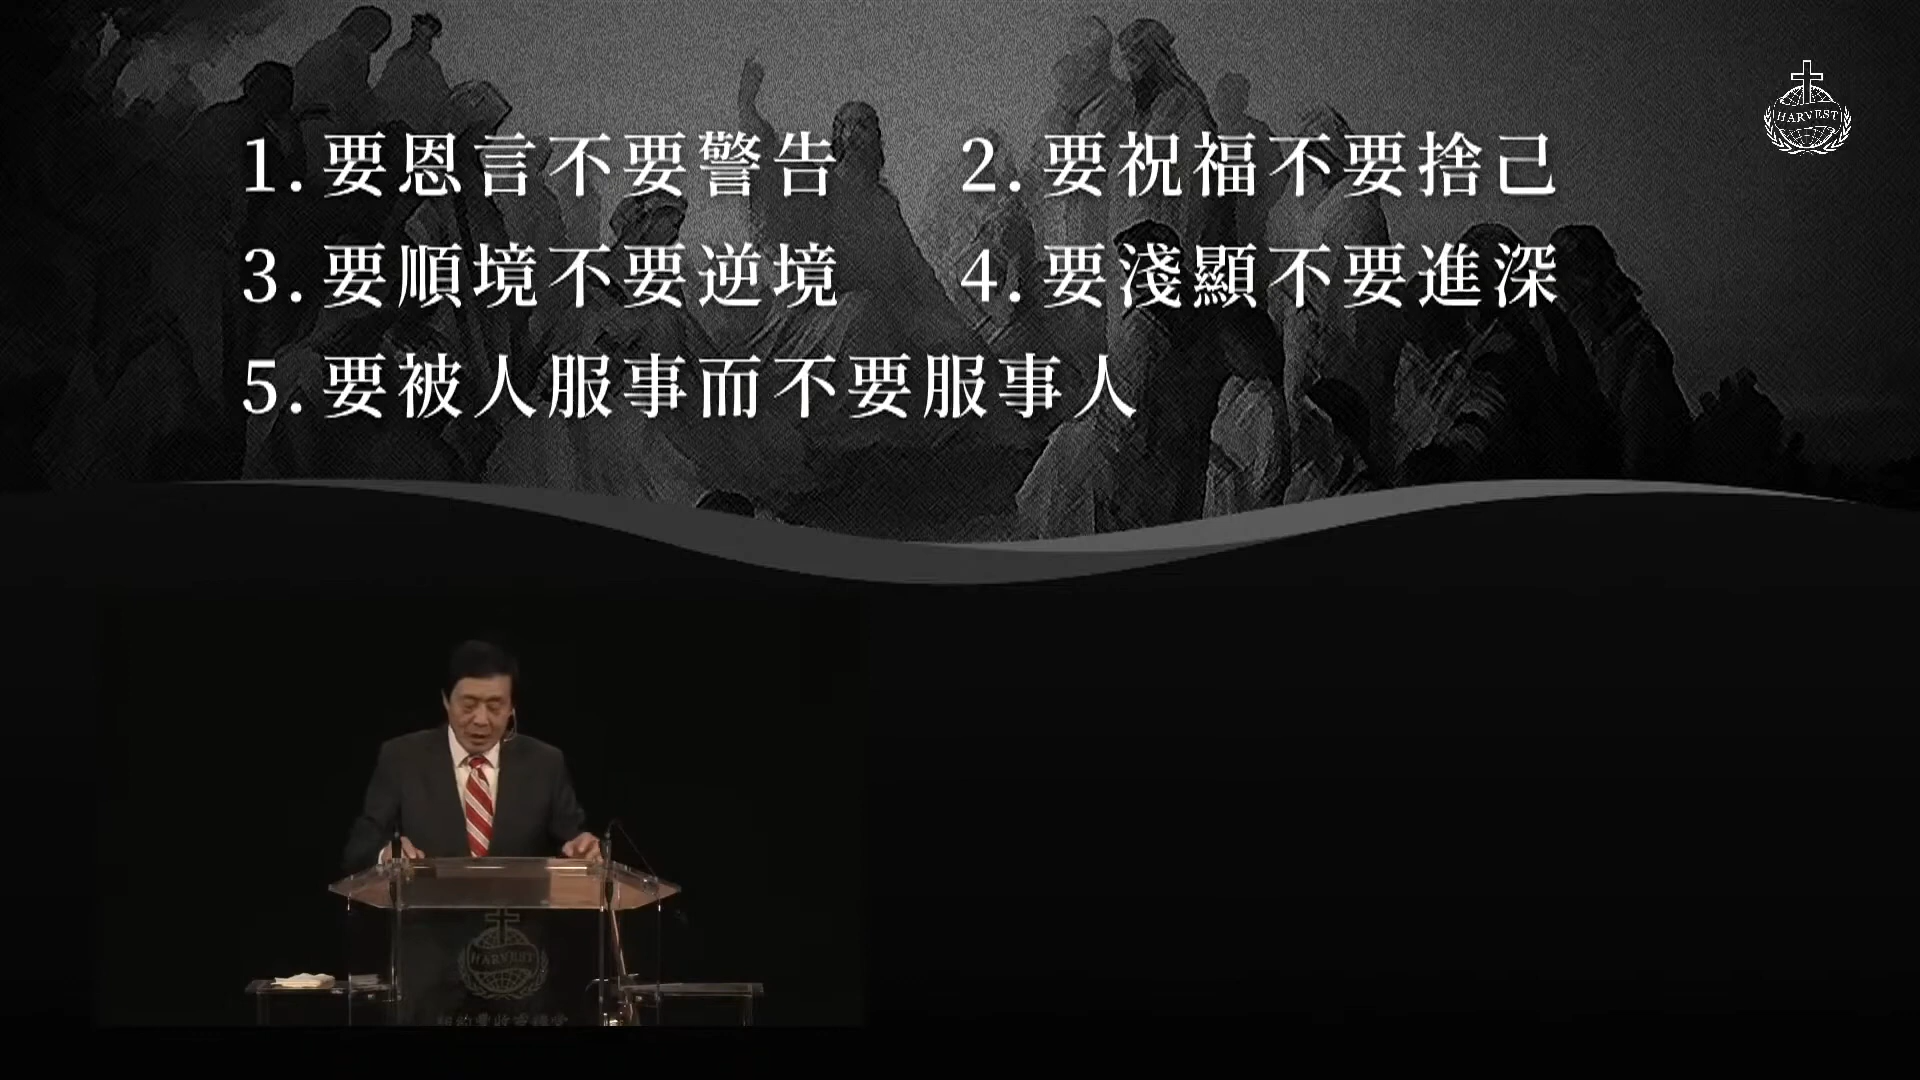 1.要恩言不要警告 2.要祝福不要捨己
3.要順境不要逆境 4.要淺顯不要進深
5.要被人服事而不要服事人
HARVEST
HARVEST